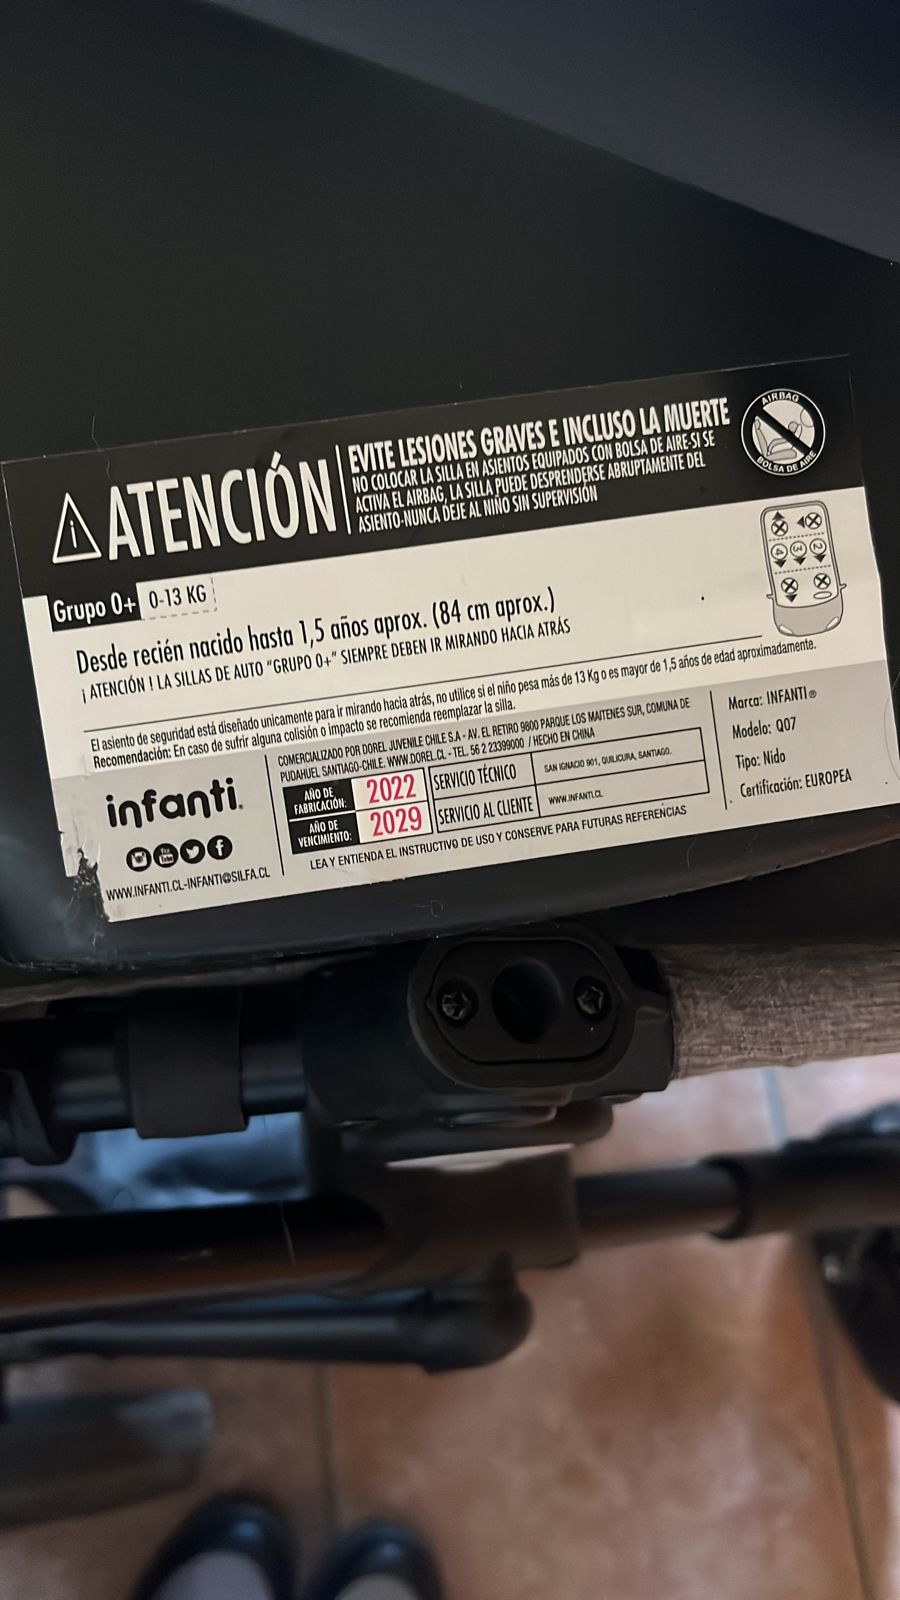 ATENCIÓN
EVITE LESIONES GRAVES E INCLUSO LA MUERTE
NO COLOCAR LA SILLA EN ASIENTOS EQUIPADOS CON BOLSA DE AIRE-SI SE
ACTIVA EL AIRBAG, LA SILLA PUEDE DESPRENDERSE ABRUPTAMENTE DEL
ASIENTO-NUNCA DEJE AL NIÑO SIN SUPERVISIÓN
AIRBAG
BOLSA DE AIRE
Grupo 0+ 0-13 KG
Desde recién nacido hasta 1,5 años aprox. (84 cm aprox.)
¡ ATENCIÓN ! LA SILLAS DE AUTO "GRUPO 0+" SIEMPRE DEBEN IR MIRANDO HACIA ATRÁS
4 3 2
El asiento de seguridad está diseñado unicamente para ir mirando hacia atrás, no utilice si el niño pesa más de 13 Kg o es mayor de 1,5 años de edad aproximadamente.
Recomendación: En caso de sufrir alguna colisión o impacto se recomienda reemplazar la silla.
infanti®
You Tube
WWW.INFANTI.CL-INFANTI@SILFA.CL
COMERCIALIZADO POR DOREL JUVENILE CHILE S.A - AV. EL RETIRO 9800 PARQUE LOS MAITENES SUR, COMUNA DE
PUDAHUEL SANTIAGO-CHILE. WWW.DOREL.CL - TEL. 56 2 23399000 / HECHO EN CHINA
AÑO DE FABRICACIÓN: 2022
AÑO DE VENCIMIENTO: 2029
SERVICIO TÉCNICO SAN IGNACIO 901, QUILICURA, SANTIAGO.
SERVICIO AL CLIENTE WWW.INFANTI.CL
LEA Y ENTIENDA EL INSTRUCTIVO DE USO Y CONSERVE PARA FUTURAS REFERENCIAS
Marca: INFANTI®
Modelo: Q07
Tipo: Nido
Certificación: EUROPEA